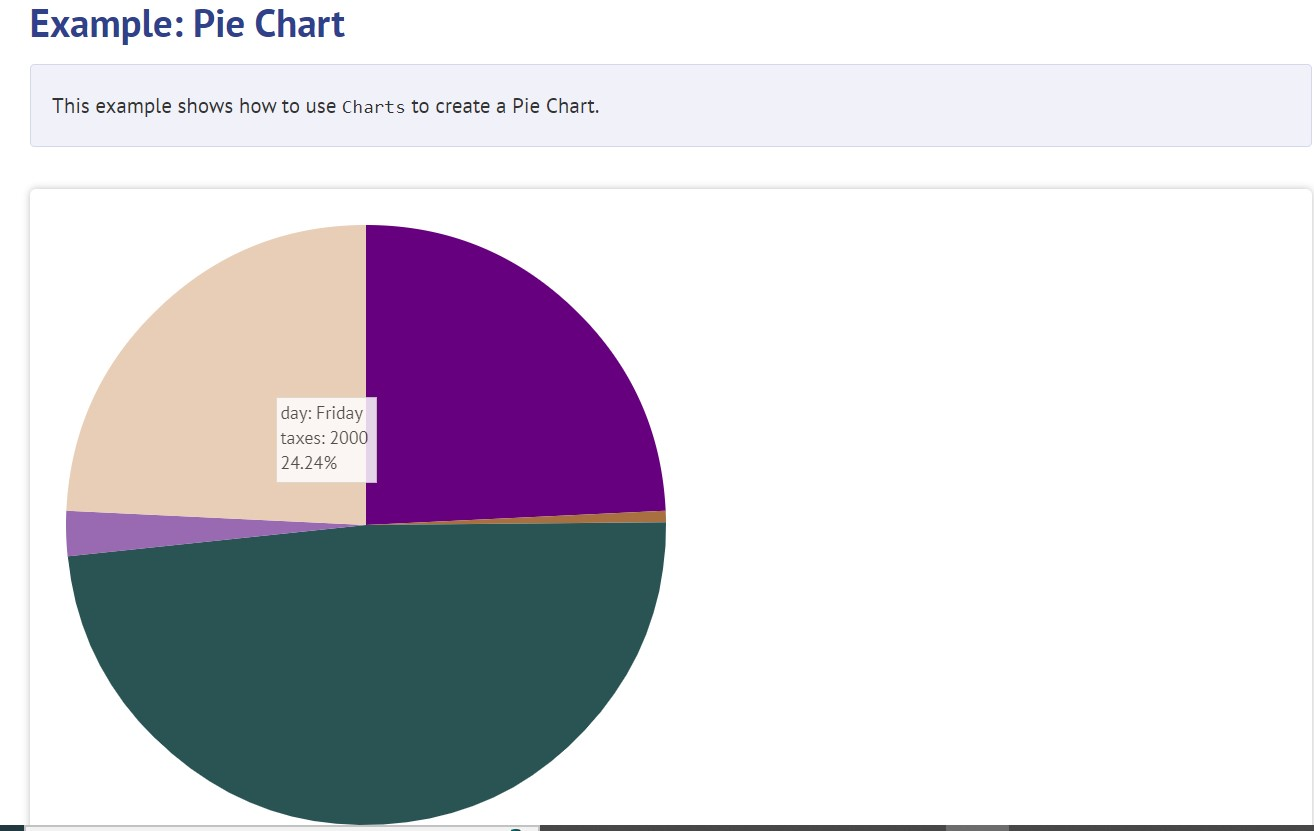 Example: Pie Chart
This example shows how to use Charts to create a Pie Chart.
day: Friday
taxes: 2000
24.24%